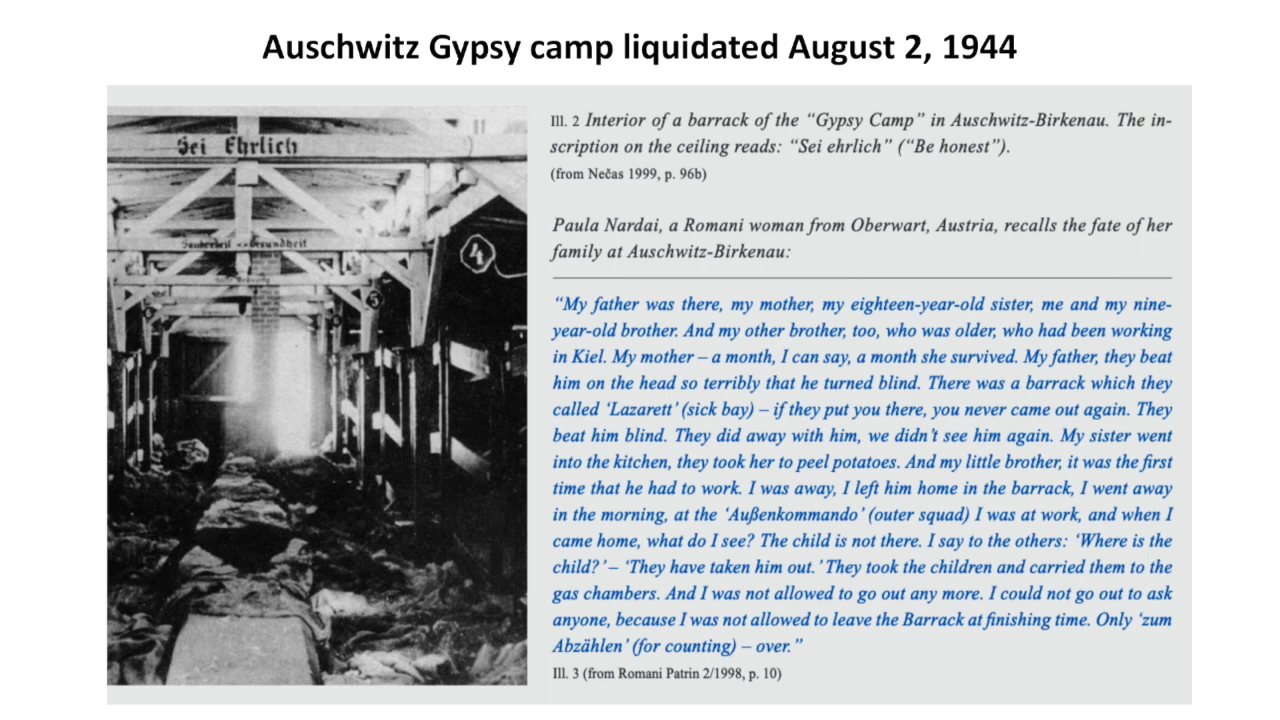 Auschwitz Gypsy camp liquidated August 2, 1944
Sei Ehrlich
4
5
6
Ill. 2 Interior of a barrack of the “Gypsy Camp” in Auschwitz-Birkenau. The in-
scription on the ceiling reads: “Sei ehrlich” (“Be honest”).
(from Nečas 1999, p. 96b)
Paula Nardai, a Romani woman from Oberwart, Austria, recalls the fate of her
family at Auschwitz-Birkenau:
“My father was there, my mother, my eighteen-year-old sister, me and my nine-
year-old brother. And my other brother, too, who was older, who had been working
in Kiel. My mother – a month, I can say, a month she survived. My father, they beat
him on the head so terribly that he turned blind. There was a barrack which they
called ‘Lazarett’ (sick bay) – if they put you there, you never came out again. They
beat him blind. They did away with him, we didn’t see him again. My sister went
into the kitchen, they took her to peel potatoes. And my little brother, it was the first
time that he had to work. I was away, I left him home in the barrack, I went away
in the morning, at the ‘Außenkommando’ (outer squad) I was at work, and when I
came home, what do I see? The child is not there. I say to the others: ‘Where is the
child?’ – ‘They have taken him out.’ They took the children and carried them to the
gas chambers. And I was not allowed to go out any more. I could not go out to ask
anyone, because I was not allowed to leave the Barrack at finishing time. Only ‘zum
Abzählen’ (for counting) – over.”
Ill. 3 (from Romani Patrin 2/1998, p. 10)